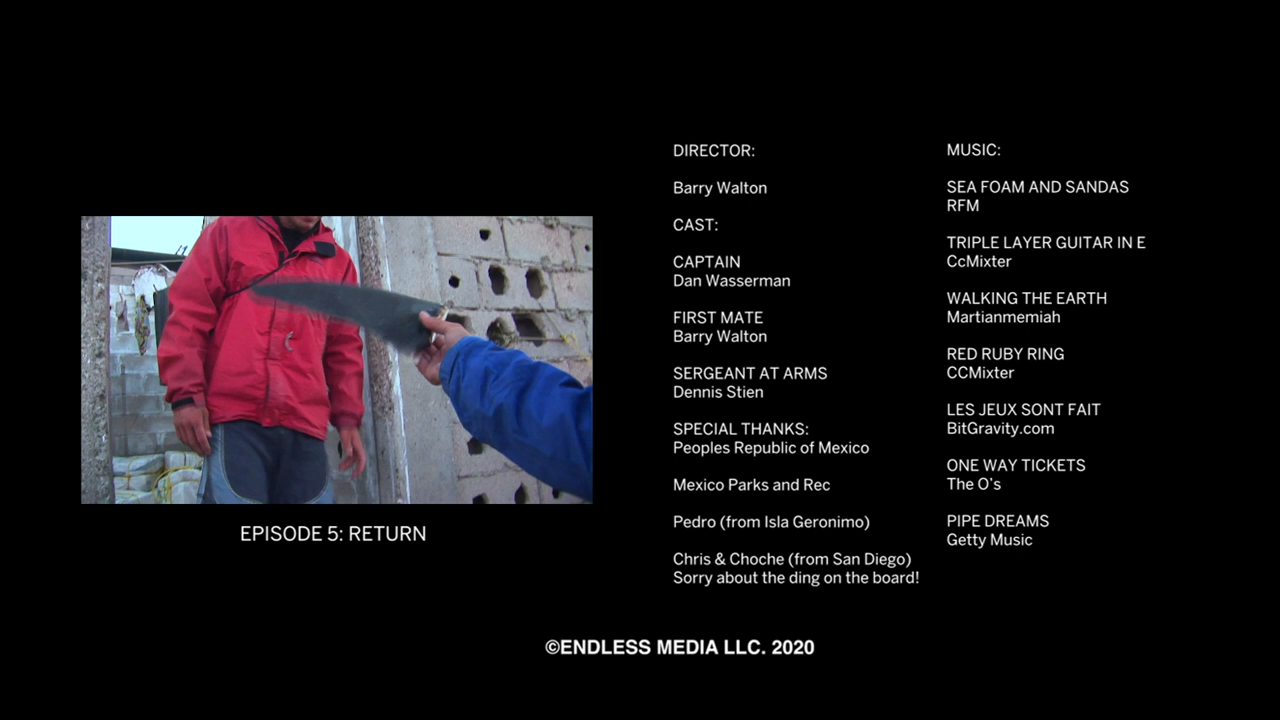 EPISODE 5: RETURN
DIRECTOR:
Barry Walton
CAST:
CAPTAIN
Dan Wasserman
FIRST MATE
Barry Walton
SERGEANT AT ARMS
Dennis Stien
SPECIAL THANKS:
Peoples Republic of Mexico
Mexico Parks and Rec
Pedro (from Isla Geronimo)
Chris & Choche (from San Diego)
Sorry about the ding on the board!
MUSIC:
SEA FOAM AND SANDAS
RFM
TRIPLE LAYER GUITAR IN E
CcMixter
WALKING THE EARTH
Martianmemiah
RED RUBY RING
CCMixter
LES JEUX SONT FAIT
BitGravity.com
ONE WAY TICKETS
The O's
PIPE DREAMS
Getty Music
©ENDLESS MEDIA LLC. 2020